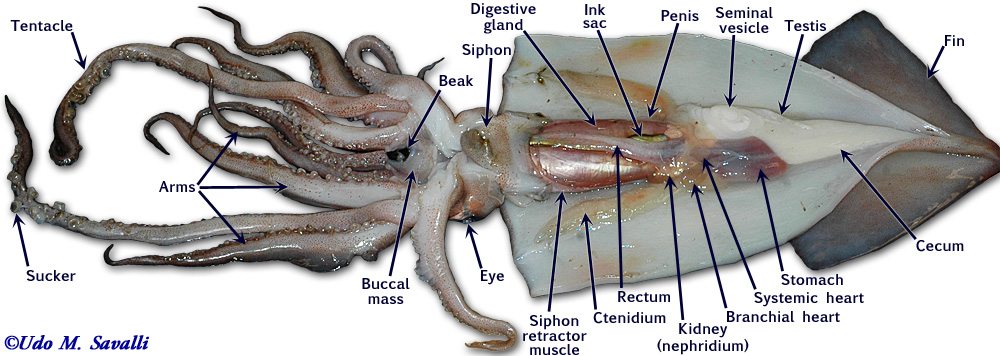 Tentacle
Digestive
gland
Ink
sac
Penis
Seminal
vesicle
Testis
Fin
Siphon
Beak
Arms
Sucker
Buccal
mass
Eye
Siphon
retractor
muscle
Ctenidium
Rectum
Kidney
(nephridium)
Branchial heart
Systemic heart
Stomach
Cecum
©Udo M. Savalli